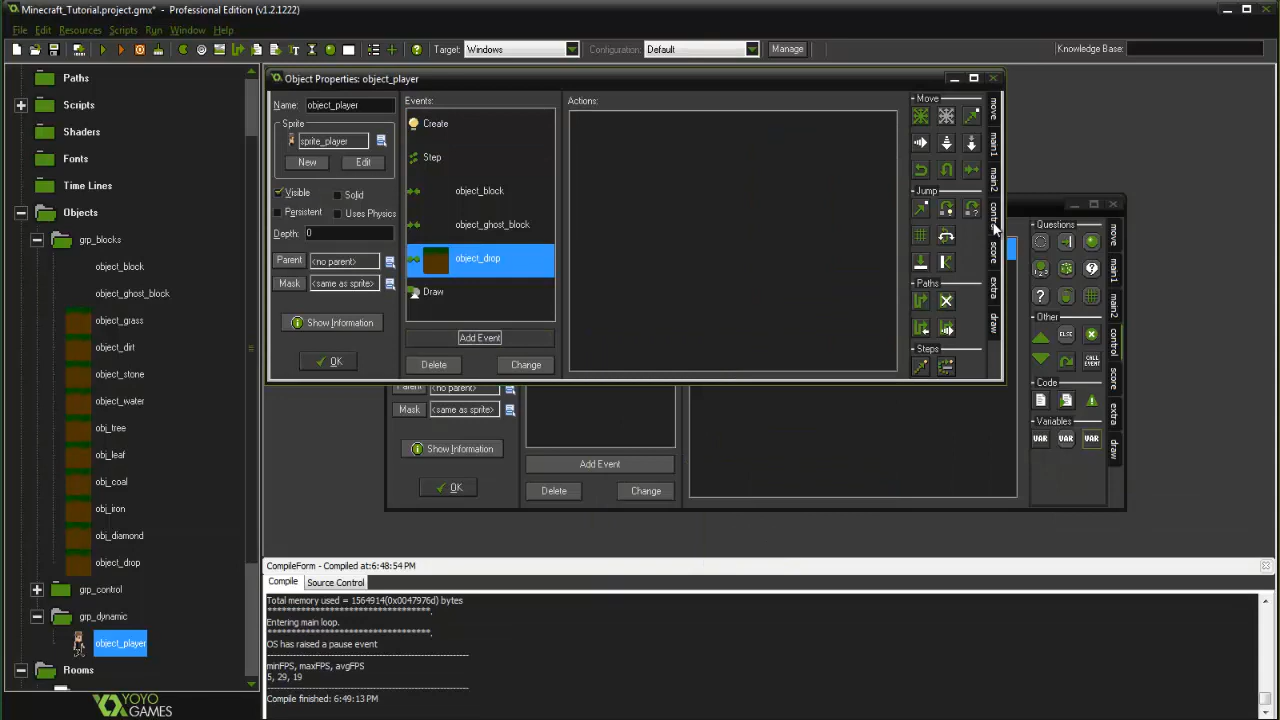 Minecraft_Tutorial.project.gmx* - Professional Edition (v1.2.1222)
File Edit Resources Scripts Run Window Help
Target: Windows Configuration: Default Manage Knowledge Base:
Paths
Scripts
Shaders
Fonts
Time Lines
Objects
grp_blocks
object_block
object_ghost_block
object_grass
object_dirt
object_stone
object_water
obj_tree
obj_leaf
obj_coal
obj_iron
obj_diamond
object_drop
grp_control
grp_dynamic
object_player
Rooms
YOYO
GAMES
Object Properties: object_player
Name: object_player
Sprite
sprite_player
New Edit
Visible Solid
Persistent Uses Physics
Depth: 0
Parent <no parent>
Mask <same as sprite>
Show Information
OK
Events:
Create
Step
object_block
object_ghost_block
object_drop
Draw
Add Event
Delete Change
Actions:
Move
Jump
Paths
Steps
move
main1
main2
control
score
extra
draw
Parent <no parent>
Mask <same as sprite>
Show Information
OK
Add Event
Delete Change
Questions
Other
ELSE
CALL EVENT
Code
Variables
VAR VAR VAR
move
main1
main2
control
score
extra
draw
CompileForm - Compiled at:6:48:54 PM
Compile Source Control
Total memory used = 1564914(0x0047976d) bytes
***********************************.
Entering main loop.
***********************************.
OS has raised a pause event
minFPS, maxFPS, avgFPS
5, 29, 19
Compile finished: 6:49:13 PM